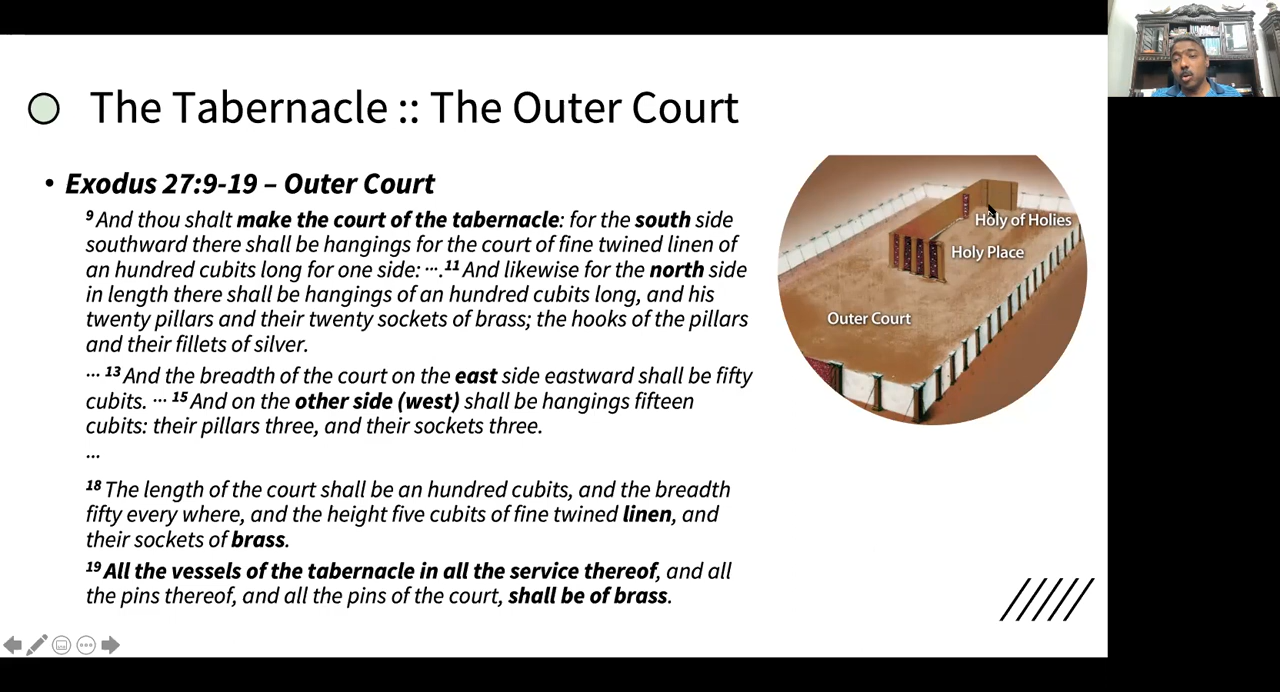 The Tabernacle :: The Outer Court
• Exodus 27:9-19 – Outer Court
9 And thou shalt make the court of the tabernacle: for the south side
southward there shall be hangings for the court of fine twined linen of
an hundred cubits long for one side: ….11 And likewise for the north side
in length there shall be hangings of an hundred cubits long, and his
twenty pillars and their twenty sockets of brass; the hooks of the pillars
and their fillets of silver.
… 13 And the breadth of the court on the east side eastward shall be fifty
cubits. … 15 And on the other side (west) shall be hangings fifteen
cubits: their pillars three, and their sockets three.
…
18 The length of the court shall be an hundred cubits, and the breadth
fifty every where, and the height five cubits of fine twined linen, and
their sockets of brass.
19 All the vessels of the tabernacle in all the service thereof, and all
the pins thereof, and all the pins of the court, shall be of brass.
Holy of Holies
Holy Place
Outer Court